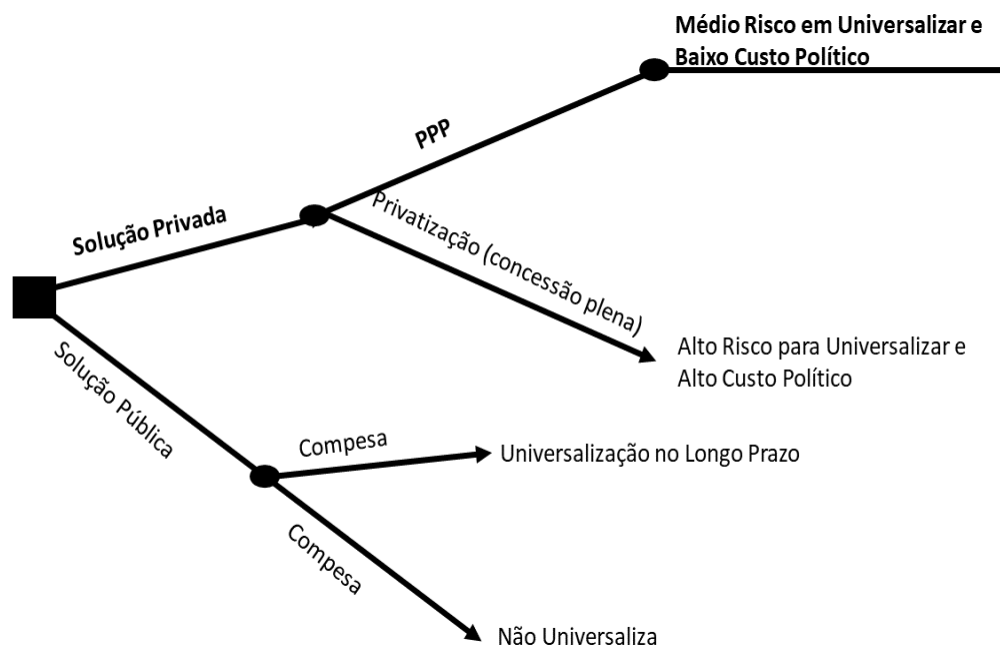 Médio Risco em Universalizar e
Baixo Custo Político
PPP
Solução Privada
Privatização (concessão plena)
Alto Risco para Universalizar e
Alto Custo Político
Solução Pública
Compesa
Universalização no Longo Prazo
Compesa
Não Universaliza